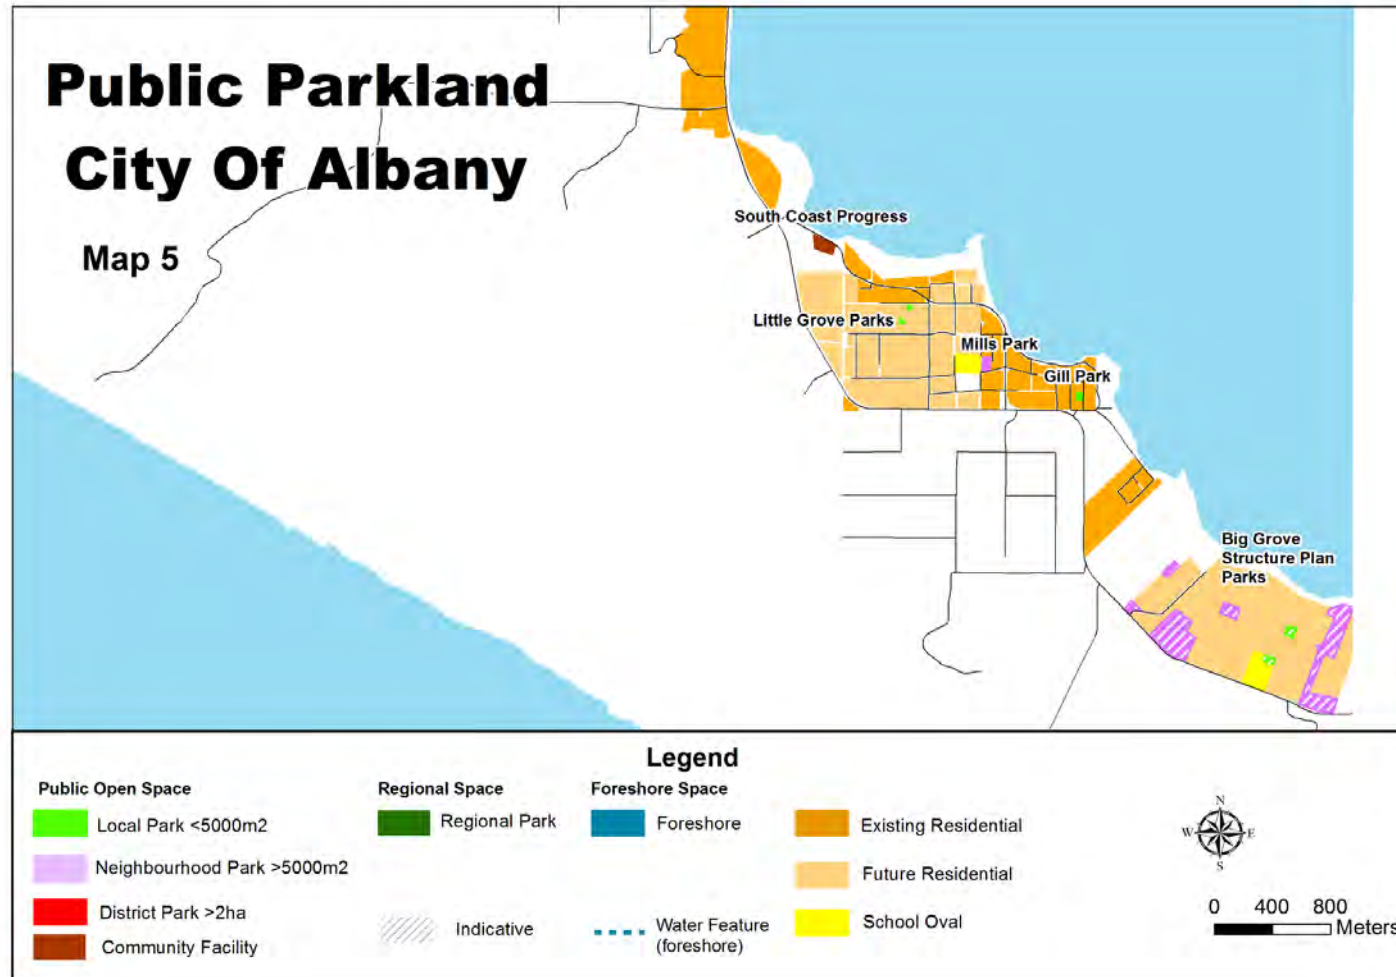 Public Parkland
City Of Albany
Map 5
South Coast Progress
Little Grove Parks
Mills Park
Gill Park
Big Grove
Structure Plan
Parks
Legend
Public Open Space
Local Park <5000m2
Neighbourhood Park >5000m2
District Park >2ha
Community Facility
Regional Space
Regional Park
Indicative
Foreshore Space
Foreshore
Water Feature
(foreshore)
Existing Residential
Future Residential
School Oval
N
W E
S
0 400 800
Meters